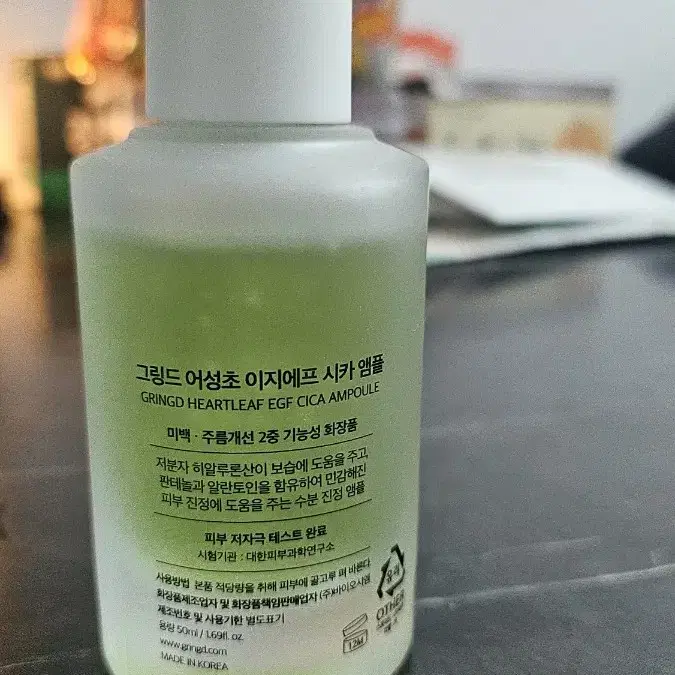 그링드 어성초 이지에프 시카 앰플
GRINGD HEARTLEAF EGF CICA AMPOULE
미백 · 주름개선 2중 기능성 화장품
저분자 히알루론산이 보습에 도움을 주고,
판테놀과 알란토인을 함유하여 민감해진
피부 진정에 도움을 주는 수분 진정 앰플
피부 저자극 테스트 완료
시험기관 : 대한피부과학연구소
사용방법 본품 적당량을 취해 피부에 골고루 펴 바른다
화장품제조업자 및 화장품책임판매업자 (주)바이오시엠
제조번호 및 사용기한 별도표기
용량 50ml / 1.69fl. oz.
www.gringd.com
MADE IN KOREA
12M
유리
OTHER